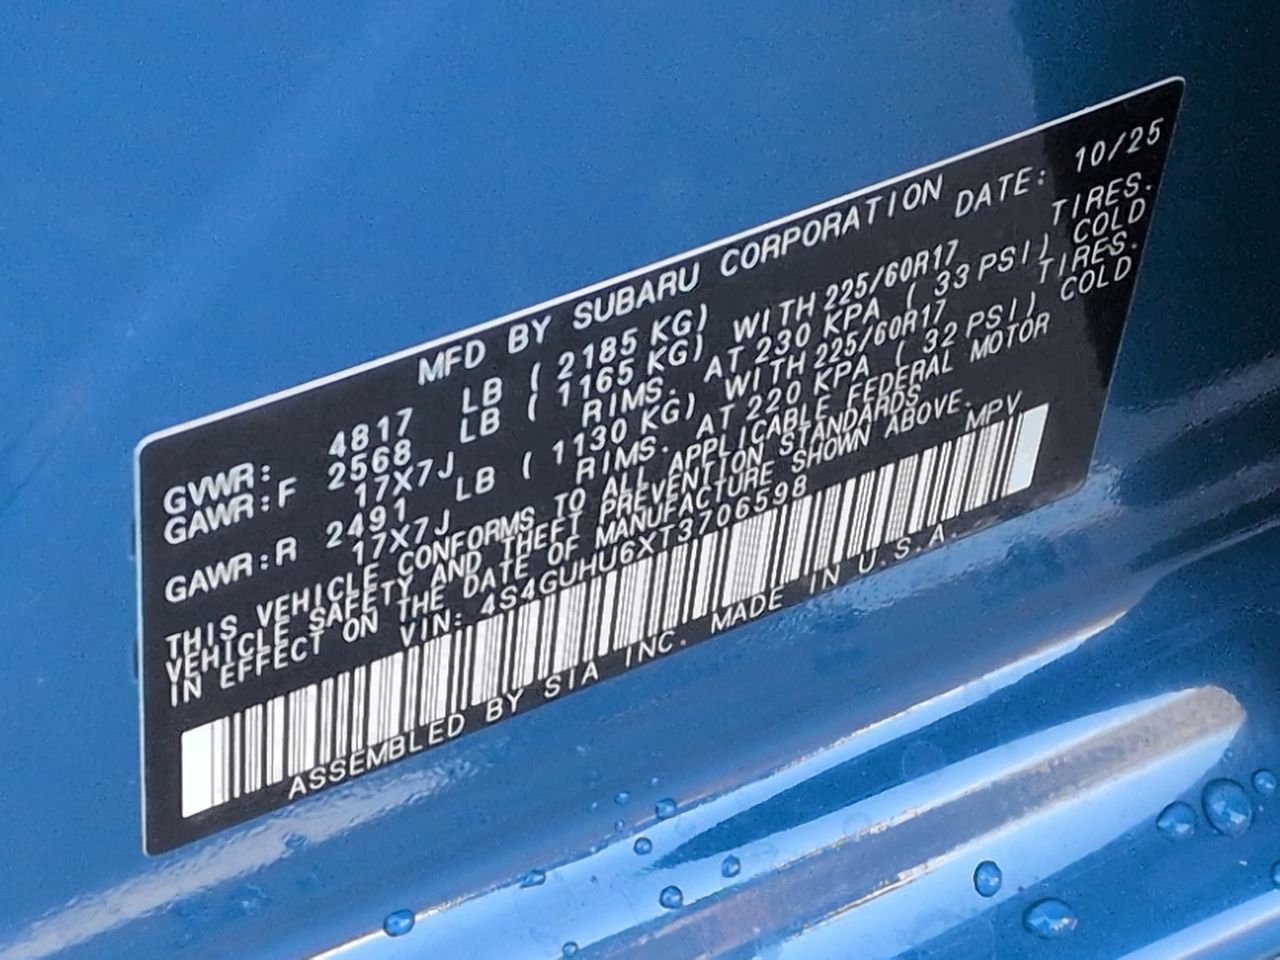 MFD BY SUBARU CORPORATION DATE: 10/25
GVWR: 4817 LB ( 2185 KG)
GAWR:F 2568 LB ( 1165 KG) WITH 225/60R17 TIRES.
17X7J RIMS. AT 230 KPA ( 33 PSI) COLD
GAWR:R 2491 LB ( 1130 KG) WITH 225/60R17 TIRES.
17X7J RIMS. AT 220 KPA ( 32 PSI) COLD
THIS VEHICLE CONFORMS TO ALL APPLICABLE FEDERAL MOTOR
VEHICLE SAFETY AND THEFT PREVENTION STANDARDS
IN EFFECT ON THE DATE OF MANUFACTURE SHOWN ABOVE.
VIN: 4S4GUHU6XT3706598 MPV
ASSEMBLED BY SIA INC. MADE IN U.S.A.